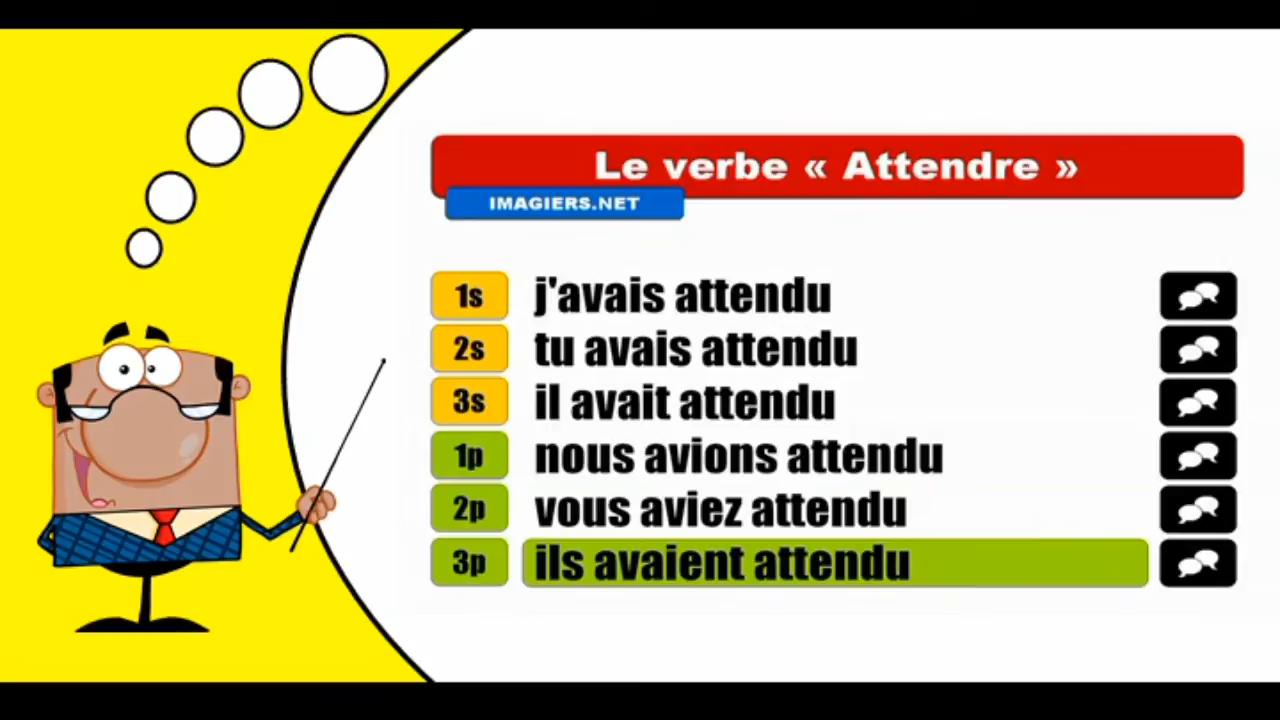 Le verbe « Attendre »
IMAGIERS.NET
1s j'avais attendu
2s tu avais attendu
3s il avait attendu
1p nous avions attendu
2p vous aviez attendu
3p ils avaient attendu